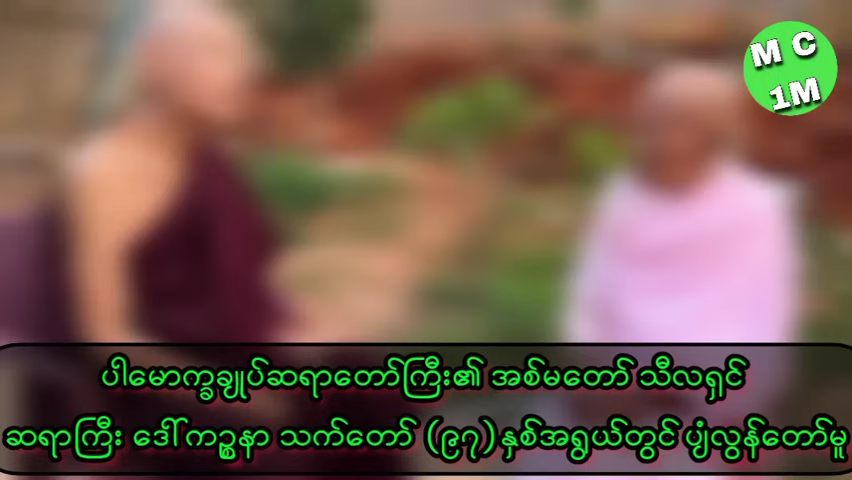 M C
1M
ပါမောက္ခချုပ်ဆရာတော်ကြီး၏ အစ်မတော် သီလရှင်
ဆရာကြီး ဒေါ်ကဉ္စနာ သက်တော် (၉၇) နှစ်အရွယ်တွင် ပျံလွန်တော်မူ